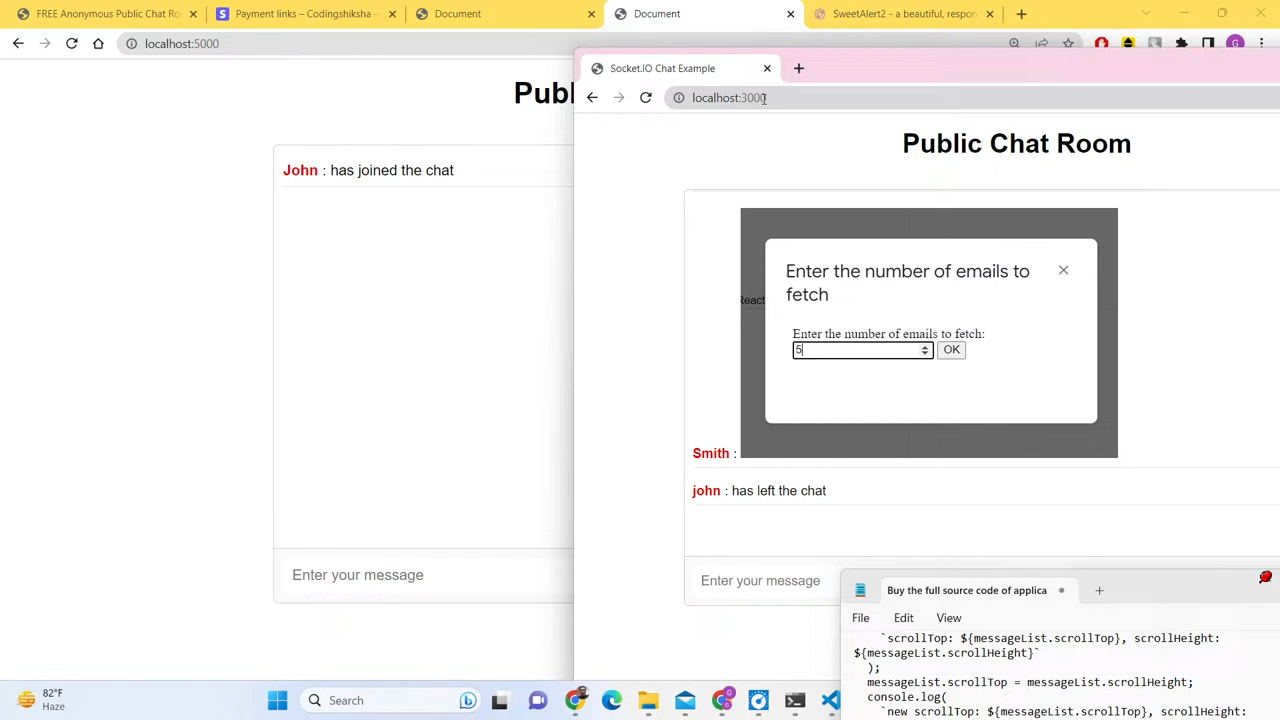 FREE Anonymous Public Chat Ro
Payment links – Codingshiksha -
Document
Document
SweetAlert2 - a beautiful, respon
localhost:5000
Socket.IO Chat Example
localhost:3000
Publ
John : has joined the chat
Enter your message
Public Chat Room
React
Enter the number of emails to
fetch
Enter the number of emails to fetch:
5
OK
Smith :
john : has left the chat
Enter your message
Buy the full source code of applica
File Edit View
`scrollTop: ${messageList.scrollTop}, scrollHeight:
${messageList.scrollHeight}`
);
messageList.scrollTop = messageList.scrollHeight;
console.log(
`new scrollTop: ${messageList.scrollTop}, scrollHeight:
82°F
Haze
Search